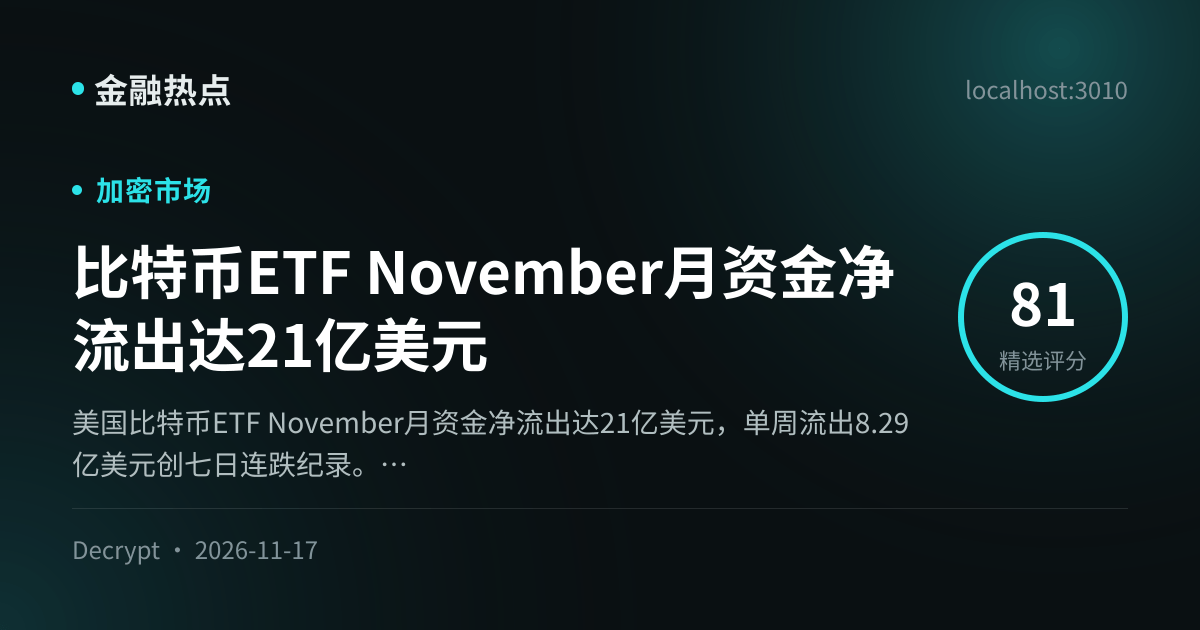 金融热点
localhost:3010
加密市场
比特币ETF November月资金净
流出达21亿美元
81
精选评分
美国比特币ETF November月资金净流出达21亿美元，单周流出8.29
亿美元创七日连跌纪录。…
Decrypt · 2026-11-17